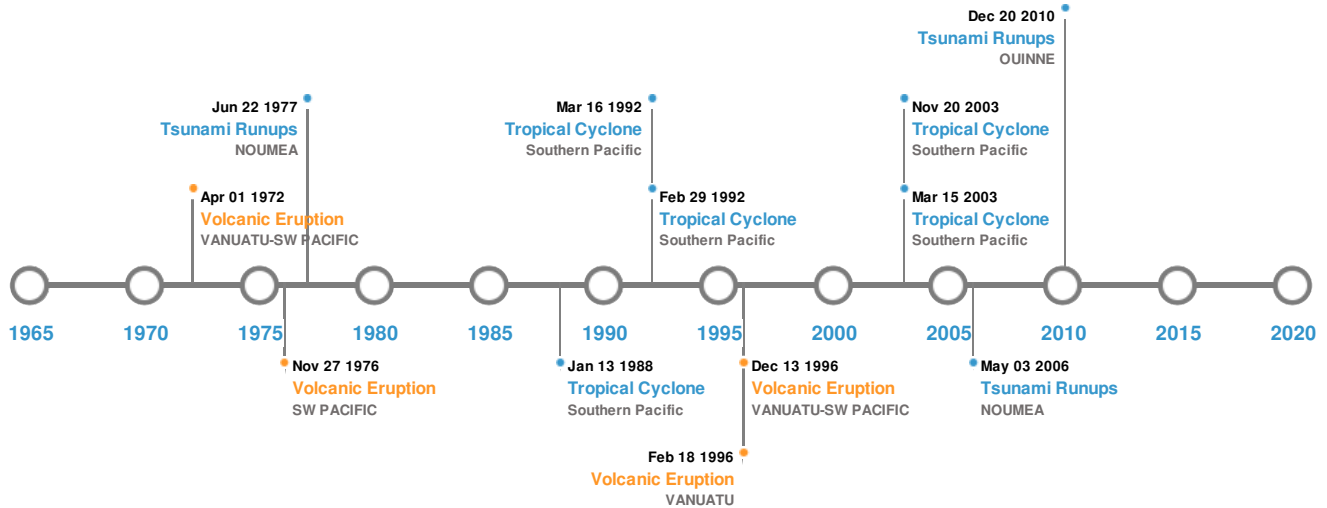 Dec 20 2010
Tsunami Runups
OUINNE
Jun 22 1977
Tsunami Runups
NOUMEA
Mar 16 1992
Tropical Cyclone
Southern Pacific
Nov 20 2003
Tropical Cyclone
Southern Pacific
Apr 01 1972
Volcanic Eruption
VANUATU-SW PACIFIC
Feb 29 1992
Tropical Cyclone
Southern Pacific
Mar 15 2003
Tropical Cyclone
Southern Pacific
1965 1970 1975 1980 1985 1990 1995 2000 2005 2010 2015 2020
Nov 27 1976
Volcanic Eruption
SW PACIFIC
Jan 13 1988
Tropical Cyclone
Southern Pacific
Dec 13 1996
Volcanic Eruption
VANUATU-SW PACIFIC
May 03 2006
Tsunami Runups
NOUMEA
Feb 18 1996
Volcanic Eruption
VANUATU